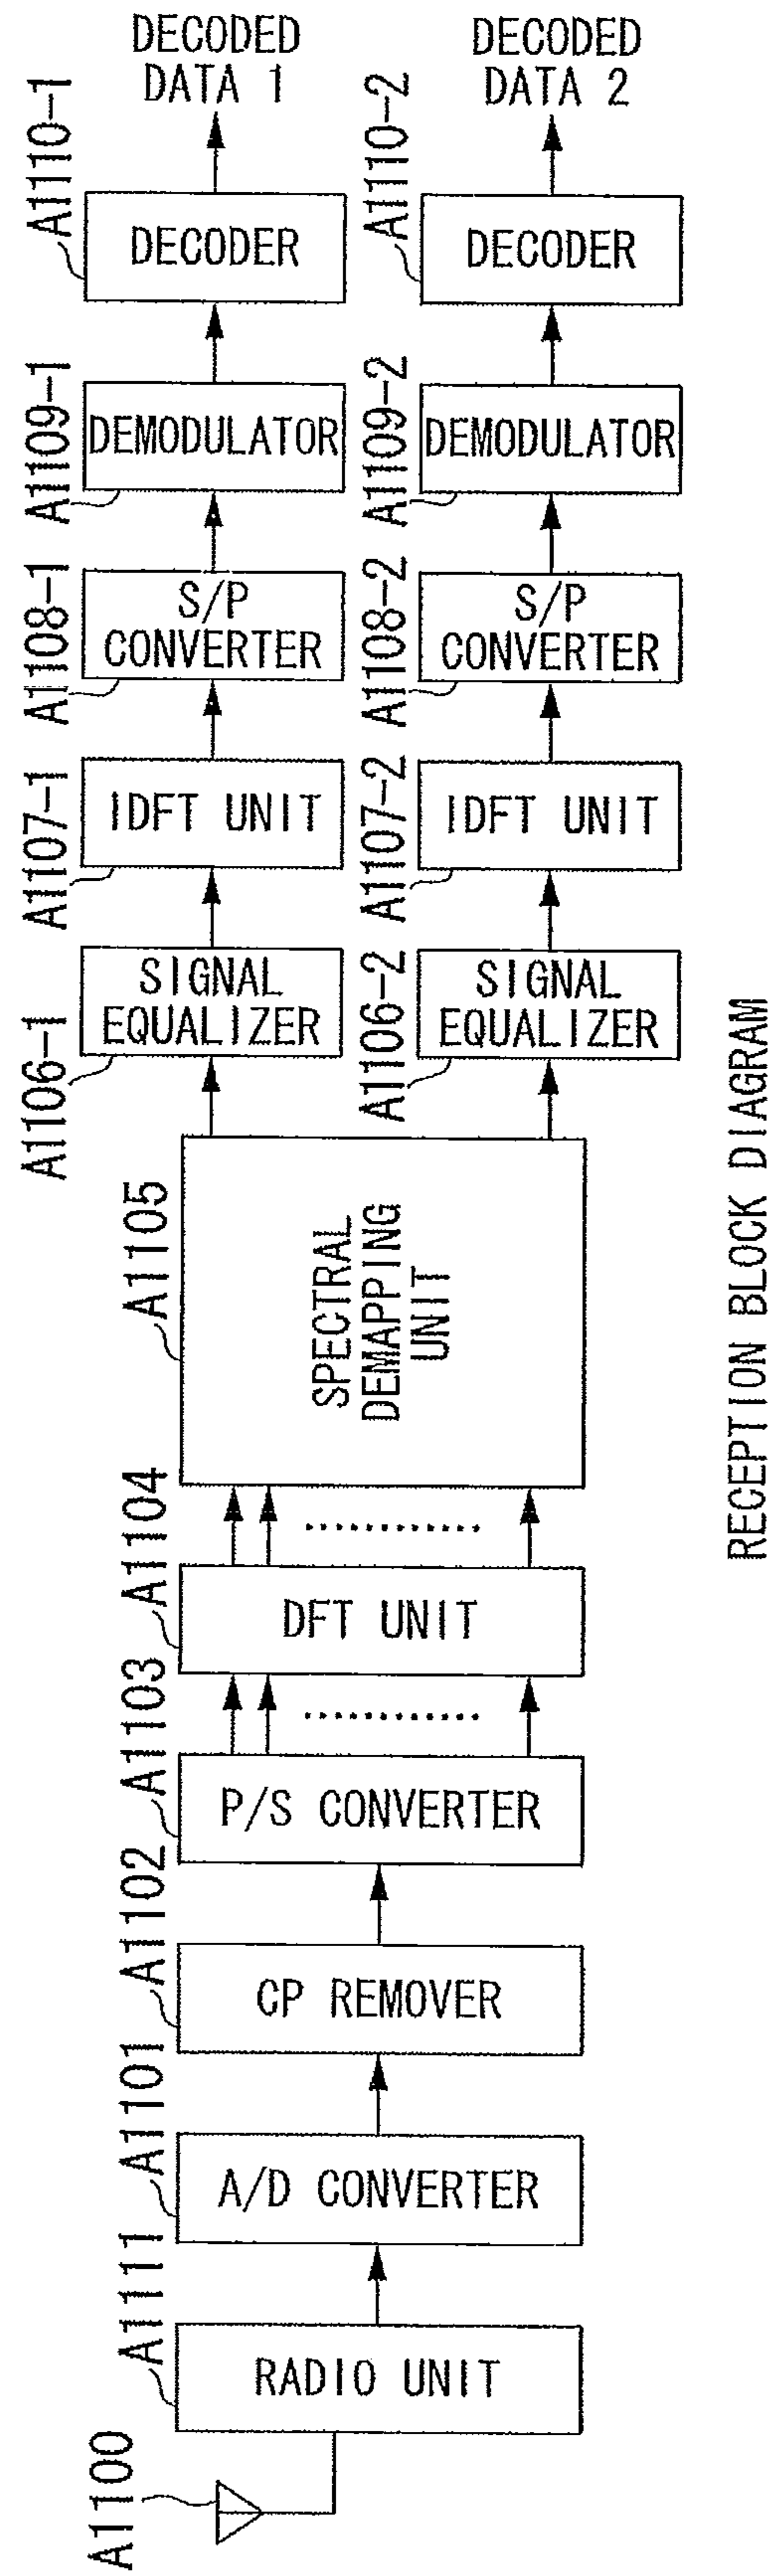 DECODED
DATA 1
DECODED
DATA 2
A1110-1
DECODER
A1110-2
DECODER
A1109-1
DEMODULATOR
A1109-2
DEMODULATOR
A1108-1
S/P
CONVERTER
A1108-2
S/P
CONVERTER
A1107-1
IDFT UNIT
A1107-2
IDFT UNIT
A1106-1
SIGNAL
EQUALIZER
A1106-2
SIGNAL
EQUALIZER
A1105
SPECTRAL
DEMAPPING
UNIT
A1104
DFT UNIT
A1103
P/S CONVERTER
A1102
CP REMOVER
A1101
A/D CONVERTER
A1111
RADIO UNIT
A1100
RECEPTION BLOCK DIAGRAM